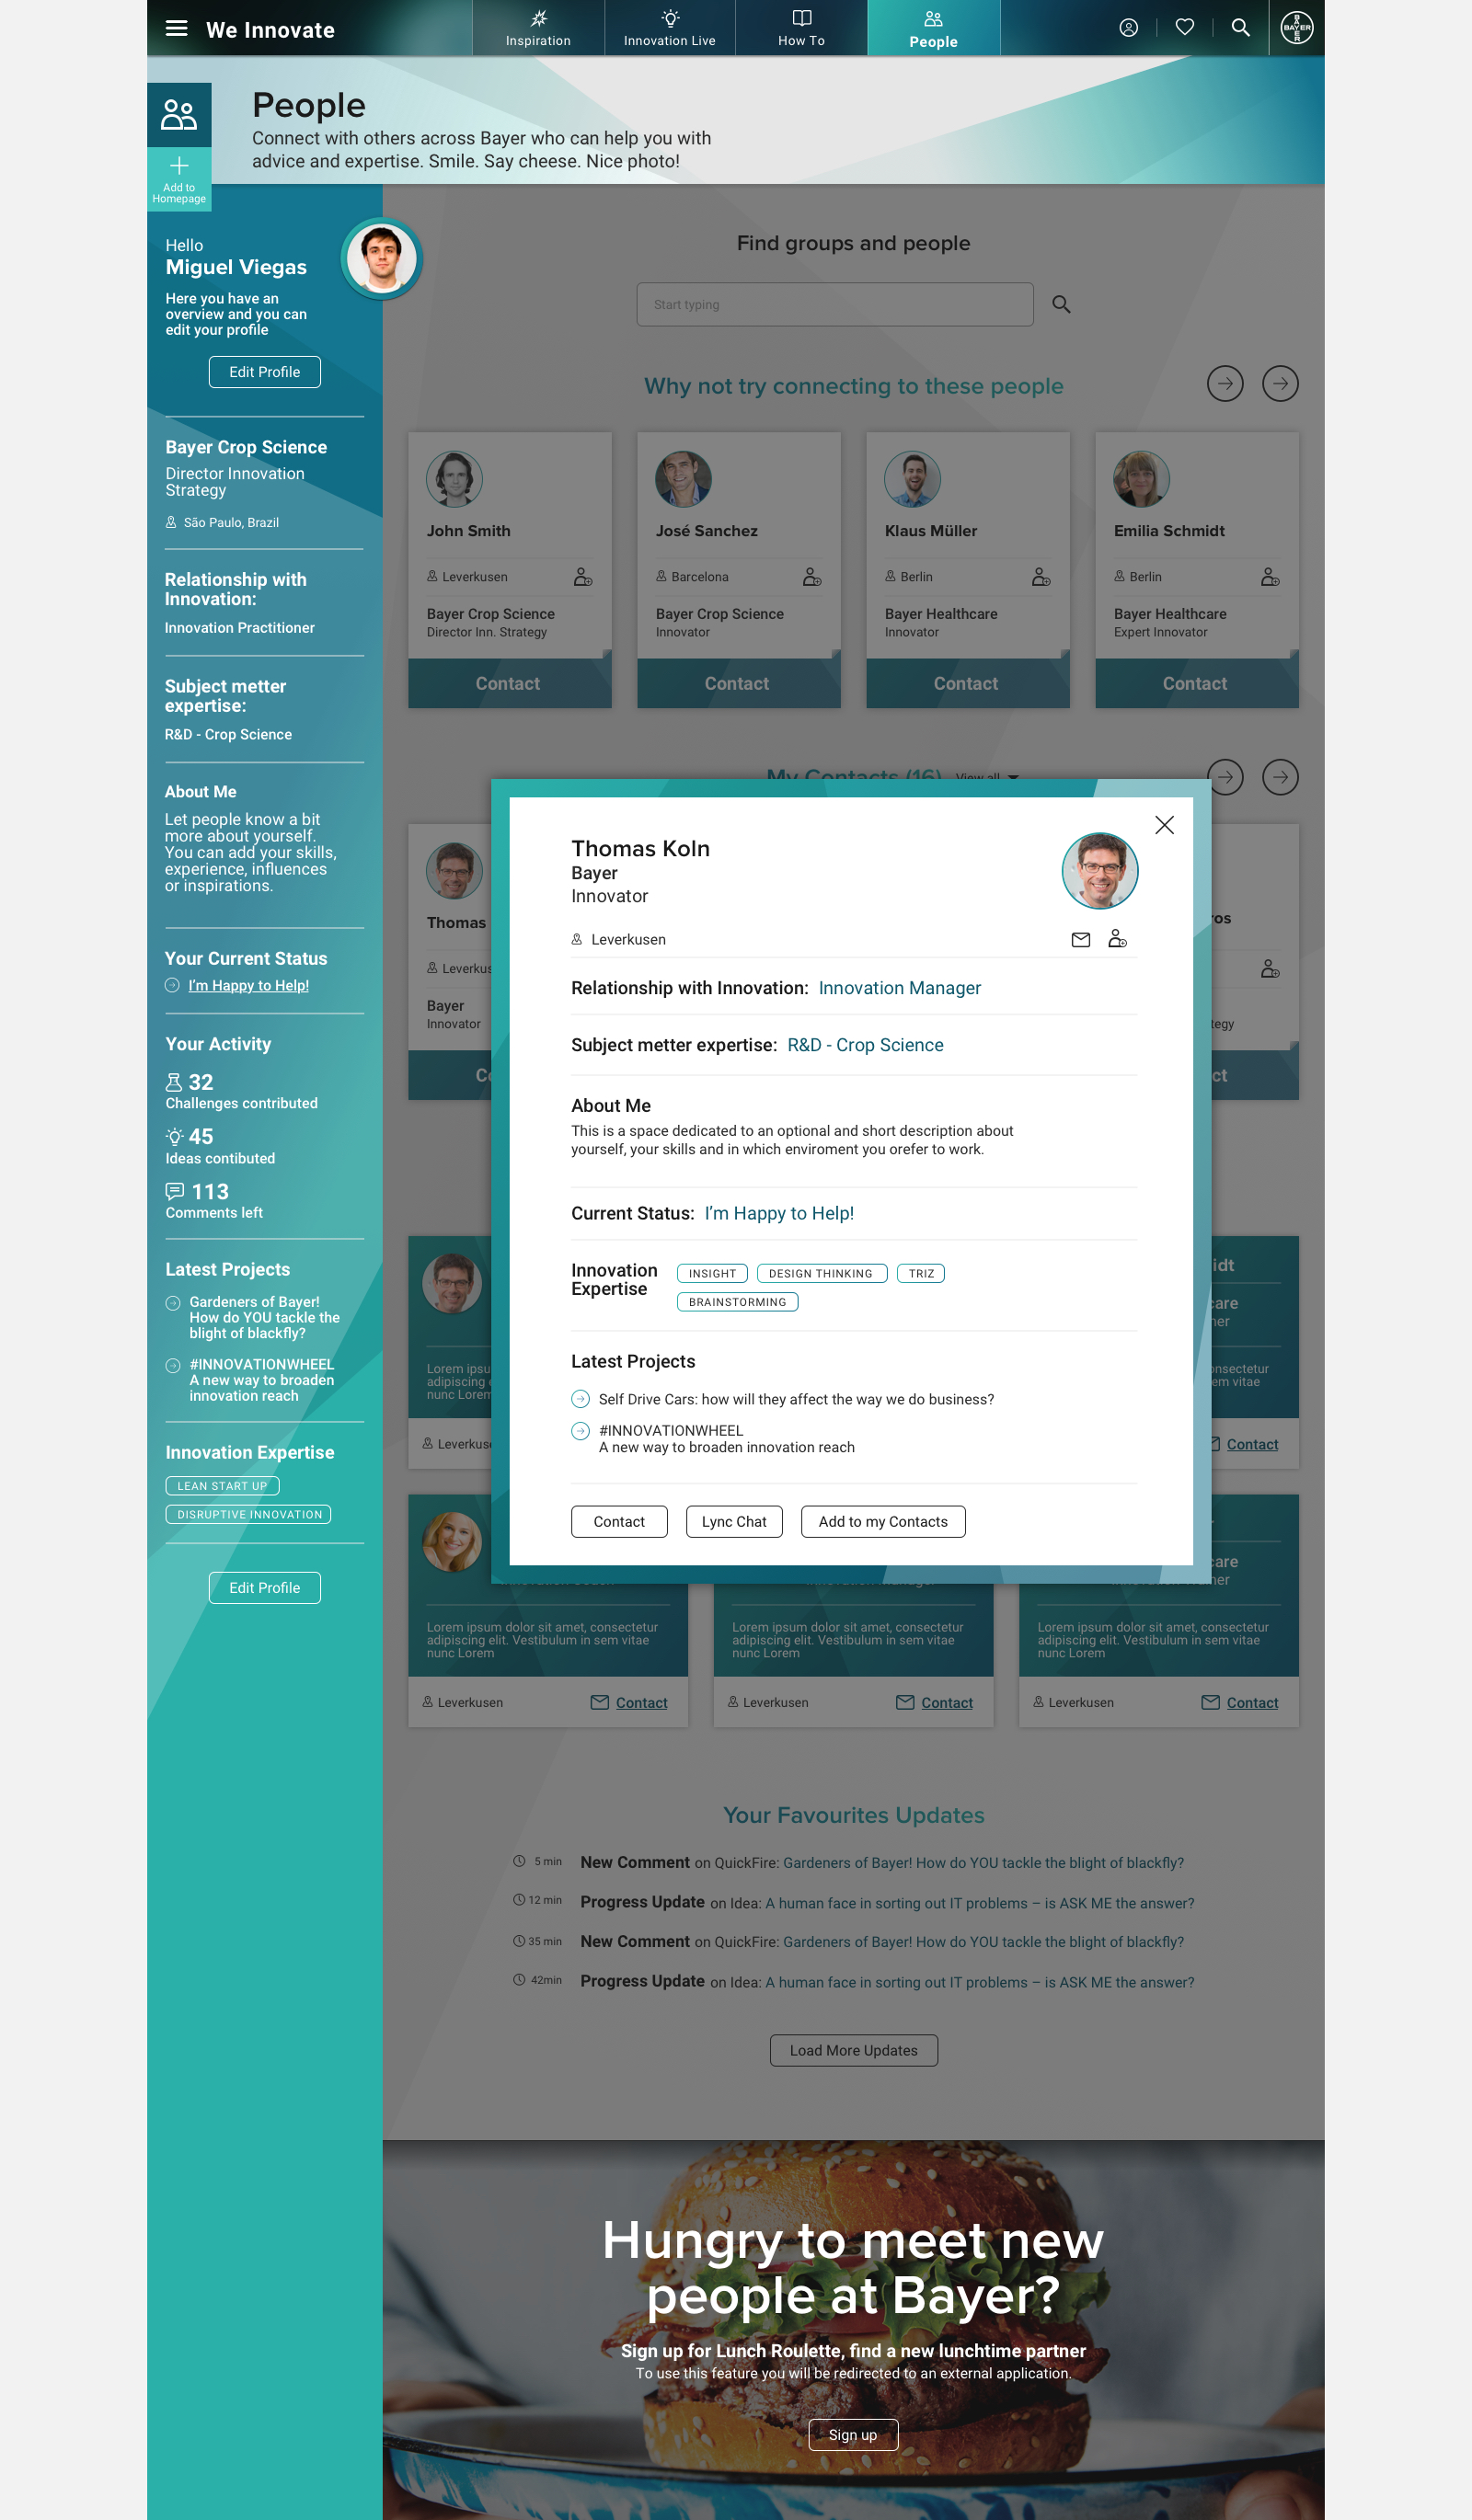 We Innovate
Inspiration
Innovation Live
How To
People
BAYER
BAYER
People
Connect with others across Bayer who can help you with
advice and expertise. Smile. Say cheese. Nice photo!
Add to
Homepage
Hello
Miguel Viegas
Here you have an
overview and you can
edit your profile
Edit Profile
Bayer Crop Science
Director Innovation
Strategy
São Paulo, Brazil
Relationship with
Innovation:
Innovation Practitioner
Subject metter
expertise:
R&D - Crop Science
About Me
Let people know a bit
more about yourself.
You can add your skills,
experience, influences
or inspirations.
Your Current Status
I'm Happy to Help!
Your Activity
32
Challenges contributed
45
Ideas contibuted
113
Comments left
Latest Projects
Gardeners of Bayer!
How do YOU tackle the
blight of blackfly?
#INNOVATIONWHEEL
A new way to broaden
innovation reach
Innovation Expertise
LEAN START UP
DISRUPTIVE INNOVATION
Edit Profile
Find groups and people
Start typing
Why not try connecting to these people
John Smith
Leverkusen
Bayer Crop Science
Director Inn. Strategy
Contact
José Sanchez
Barcelona
Bayer Crop Science
Innovator
Contact
Klaus Müller
Berlin
Bayer Healthcare
Innovator
Contact
Emilia Schmidt
Berlin
Bayer Healthcare
Expert Innovator
Contact
My Contacts (16)
View all
Thomas
Leverkus
Bayer
Innovator
Co
ros
tegy
ct
Thomas Koln
Bayer
Innovator
Leverkusen
Relationship with Innovation: Innovation Manager
Subject metter expertise: R&D - Crop Science
About Me
This is a space dedicated to an optional and short description about
yourself, your skills and in which enviroment you orefer to work.
Current Status: I'm Happy to Help!
Innovation
Expertise
INSIGHT
DESIGN THINKING
TRIZ
BRAINSTORMING
Latest Projects
Self Drive Cars: how will they affect the way we do business?
#INNOVATIONWHEEL
A new way to broaden innovation reach
Contact
Lync Chat
Add to my Contacts
Lorem ipsu
adipiscing e
nunc Lorem
Leverkuse
idt
care
ner
onsectetur
em vitae
Contact
Lorem ipsum dolor sit amet, consectetur
adipiscing elit. Vestibulum in sem vitae
nunc Lorem
Leverkusen
Contact
Lorem ipsum dolor sit amet, consectetur
adipiscing elit. Vestibulum in sem vitae
nunc Lorem
Leverkusen
Contact
care
ner
Lorem ipsum dolor sit amet, consectetur
adipiscing elit. Vestibulum in sem vitae
nunc Lorem
Leverkusen
Contact
Your Favourites Updates
5 min New Comment on QuickFire: Gardeners of Bayer! How do YOU tackle the blight of blackfly?
12 min Progress Update on Idea: A human face in sorting out IT problems – is ASK ME the answer?
35 min New Comment on QuickFire: Gardeners of Bayer! How do YOU tackle the blight of blackfly?
42min Progress Update on Idea: A human face in sorting out IT problems – is ASK ME the answer?
Load More Updates
Hungry to meet new
people at Bayer?
Sign up for Lunch Roulette, find a new lunchtime partner
To use this feature you will be redirected to an external application.
Sign up